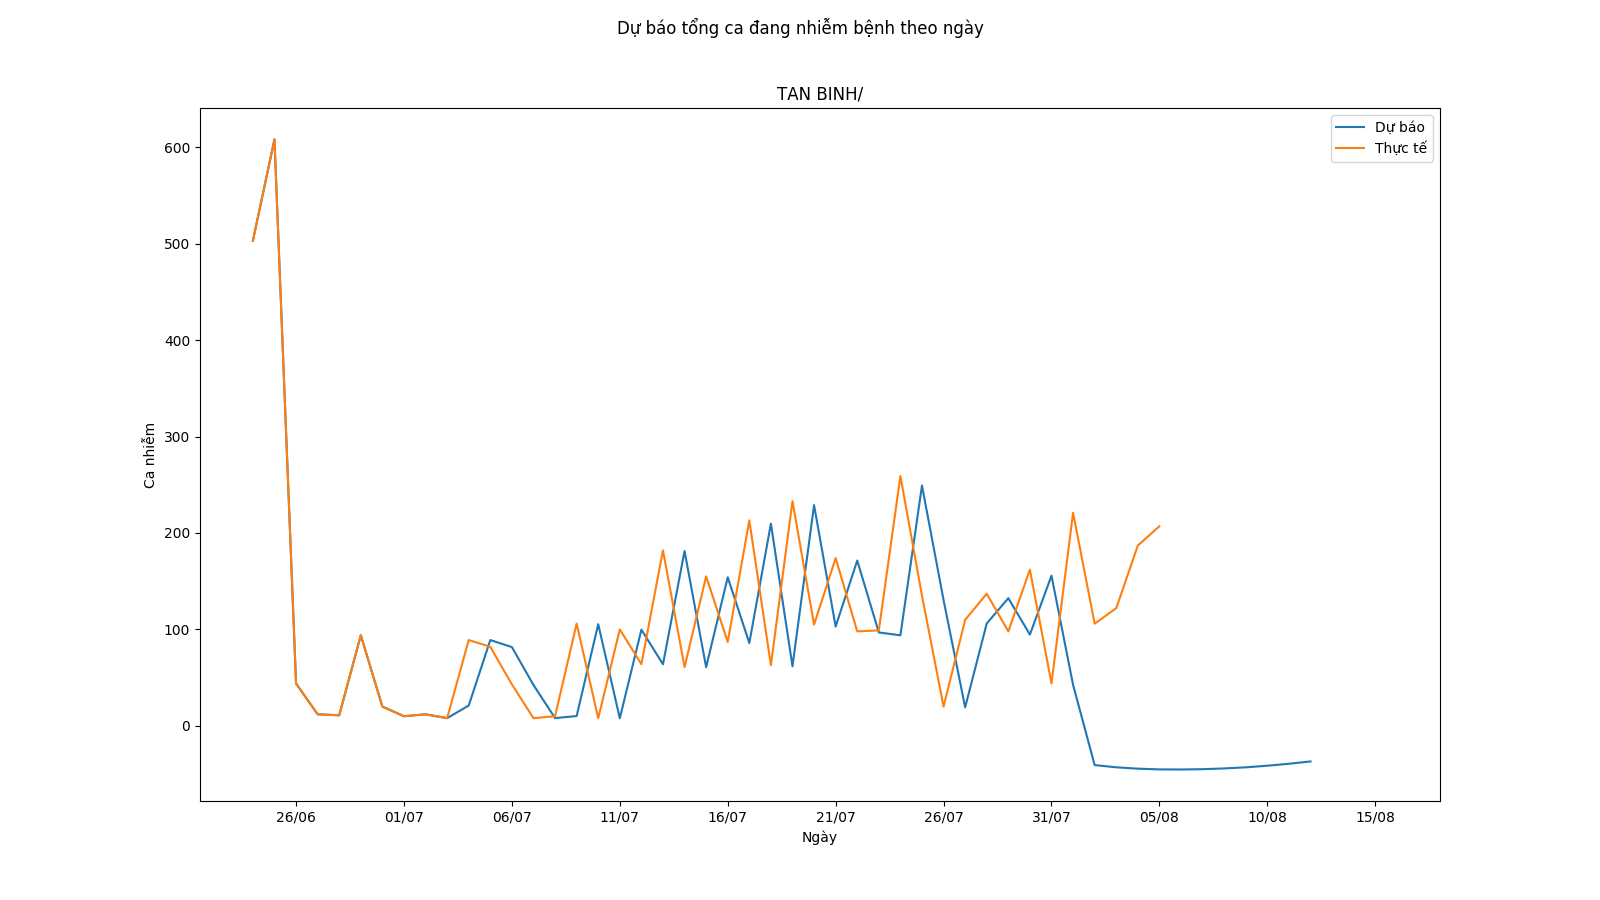 Dự báo tổng ca đang nhiễm bệnh theo ngày
TAN BINH/
Dự báo
Thực tế
600
500
400
300
200
100
0
Ca nhiễm
26/06 01/07 06/07 11/07 16/07 21/07 26/07 31/07 05/08 10/08 15/08
Ngày